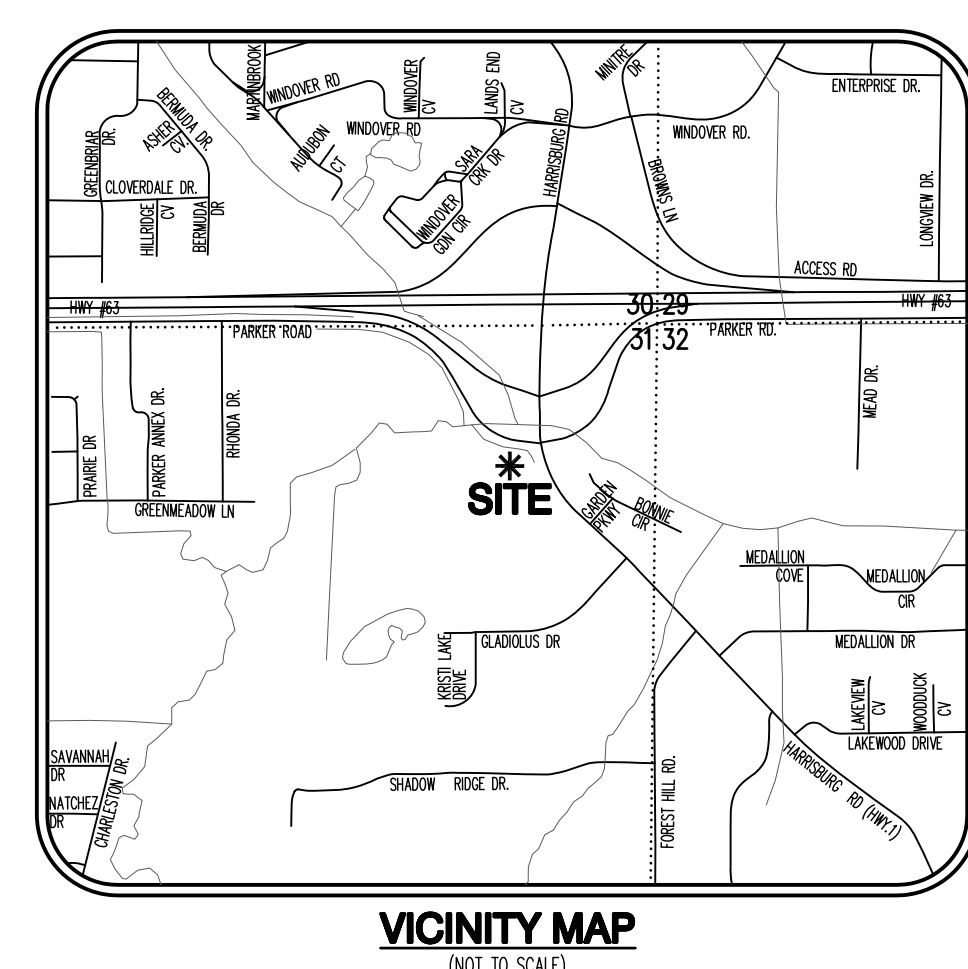 MARTINBROOK
WINDOVER RD
WINDOVER
CV
LANDS END
CV
MINITRE
DR
ENTERPRISE DR.
BERMUDA DR.
ASHER
CV.
GREENBRIAR
DR.
WINDOVER RD
WINDOVER RD.
AUDUBON
CT
SARA
CRK DR
HARRISBURG RD
BROWNS LN
LONGVIEW DR.
CLOVERDALE DR.
HILLRIDGE
CV
BERMUDA
DR
WINDOVER
GDN CIR
ACCESS RD
HWY #63
30 29
HWY #63
PARKER ROAD
31 32
PARKER RD.
PRAIRIE DR
PARKER ANNEX DR.
RHONDA DR.
MEAD DR.
SITE
GREENMEADOW LN
GARDEN
PKWY
BONNIE
CIR
MEDALLION
COVE
MEDALLION
CIR
KRISTI LAKE
DRIVE
GLADIOLUS DR
MEDALLION DR
LAKEVIEW
CV
WOODDUCK
CV
LAKEWOOD DRIVE
SAVANNAH
DR
NATCHEZ
DR
CHARLESTON DR.
SHADOW RIDGE DR.
FOREST HILL RD.
HARRISBURG RD (HWY.1)
VICINITY MAP
(NOT TO SCALE)